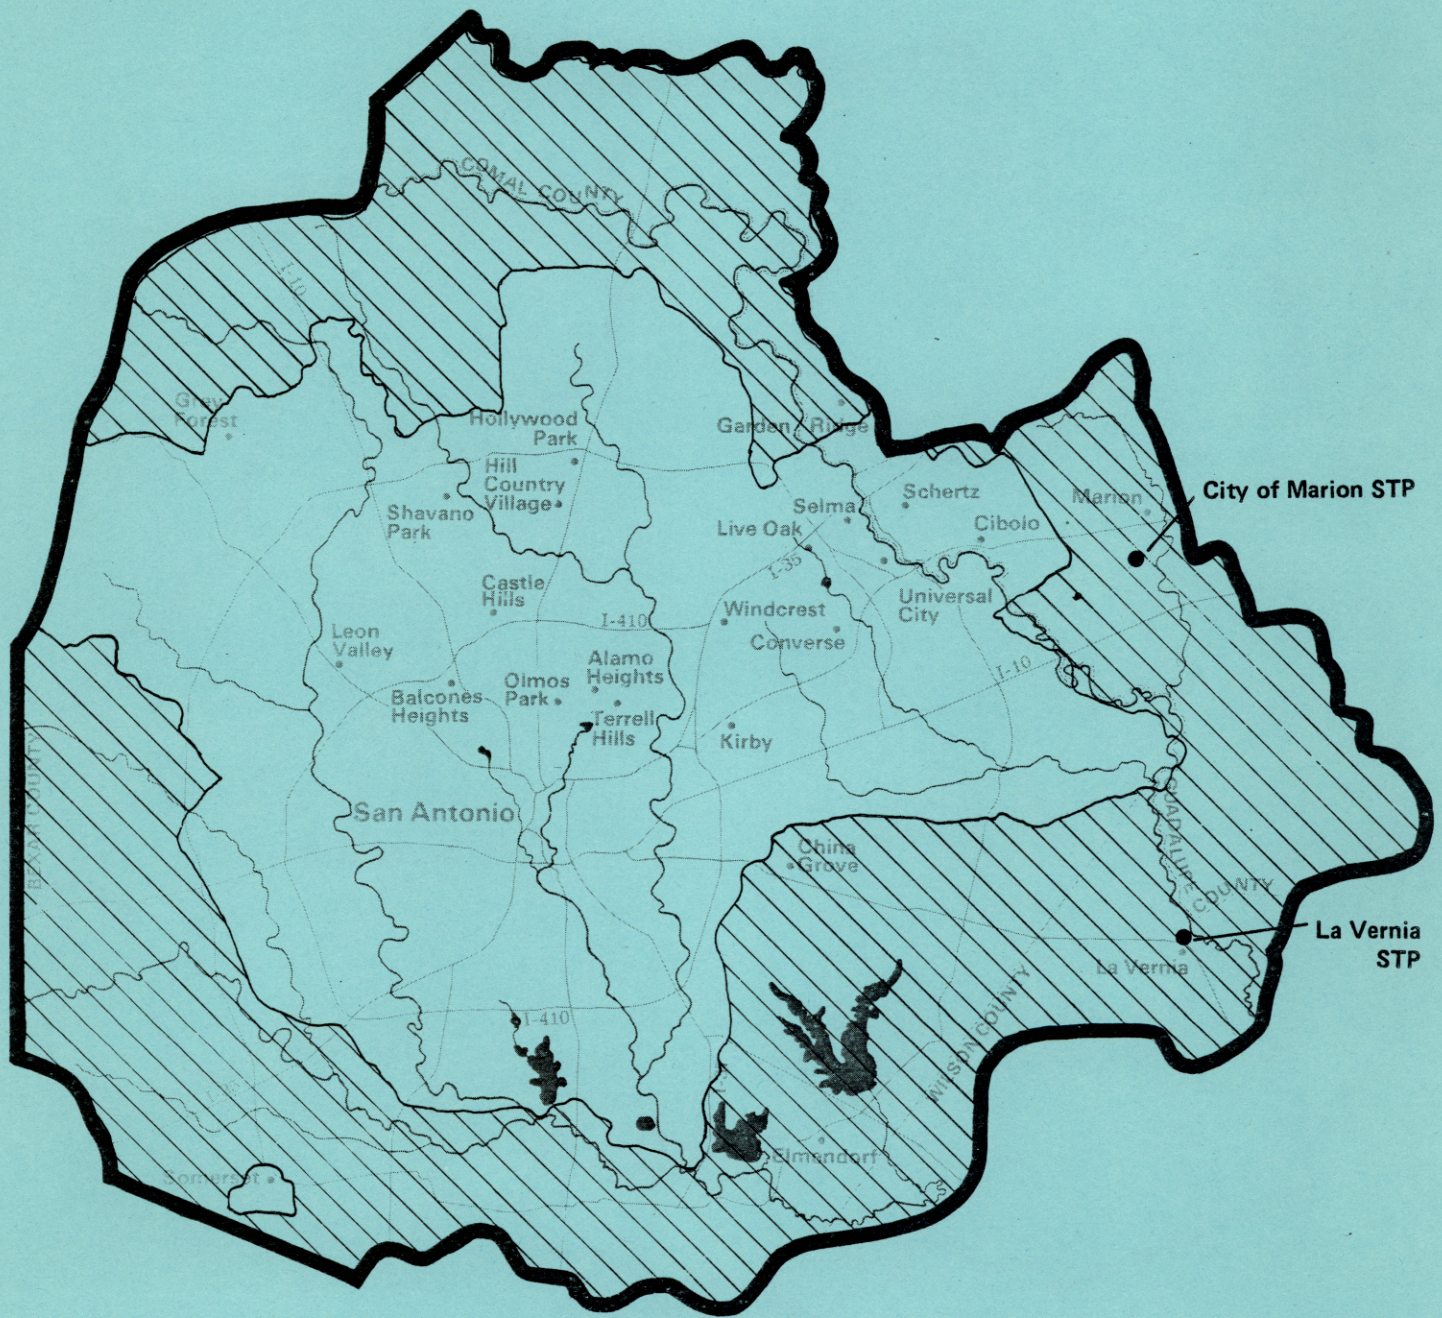 COMAL COUNTY
I-10
Grey
Forest
Hollywood
Park
Garden Ridge
Hill
Country
Village
Shavano
Park
Selma
Schertz
Marion
City of Marion STP
Live Oak
Cibolo
I-35
Castle
Hills
Universal
City
Windcrest
I-410
Converse
Leon
Valley
Alamo
Heights
I-10
Olmos
Park
Balcones
Heights
Terrell
Hills
Kirby
BEXAR COUNTY
San Antonio
China
Grove
GUADALUPE
COUNTY
La Vernia
STP
La Vernia
WILSON COUNTY
I-410
I-35
Elmendorf
Somerset